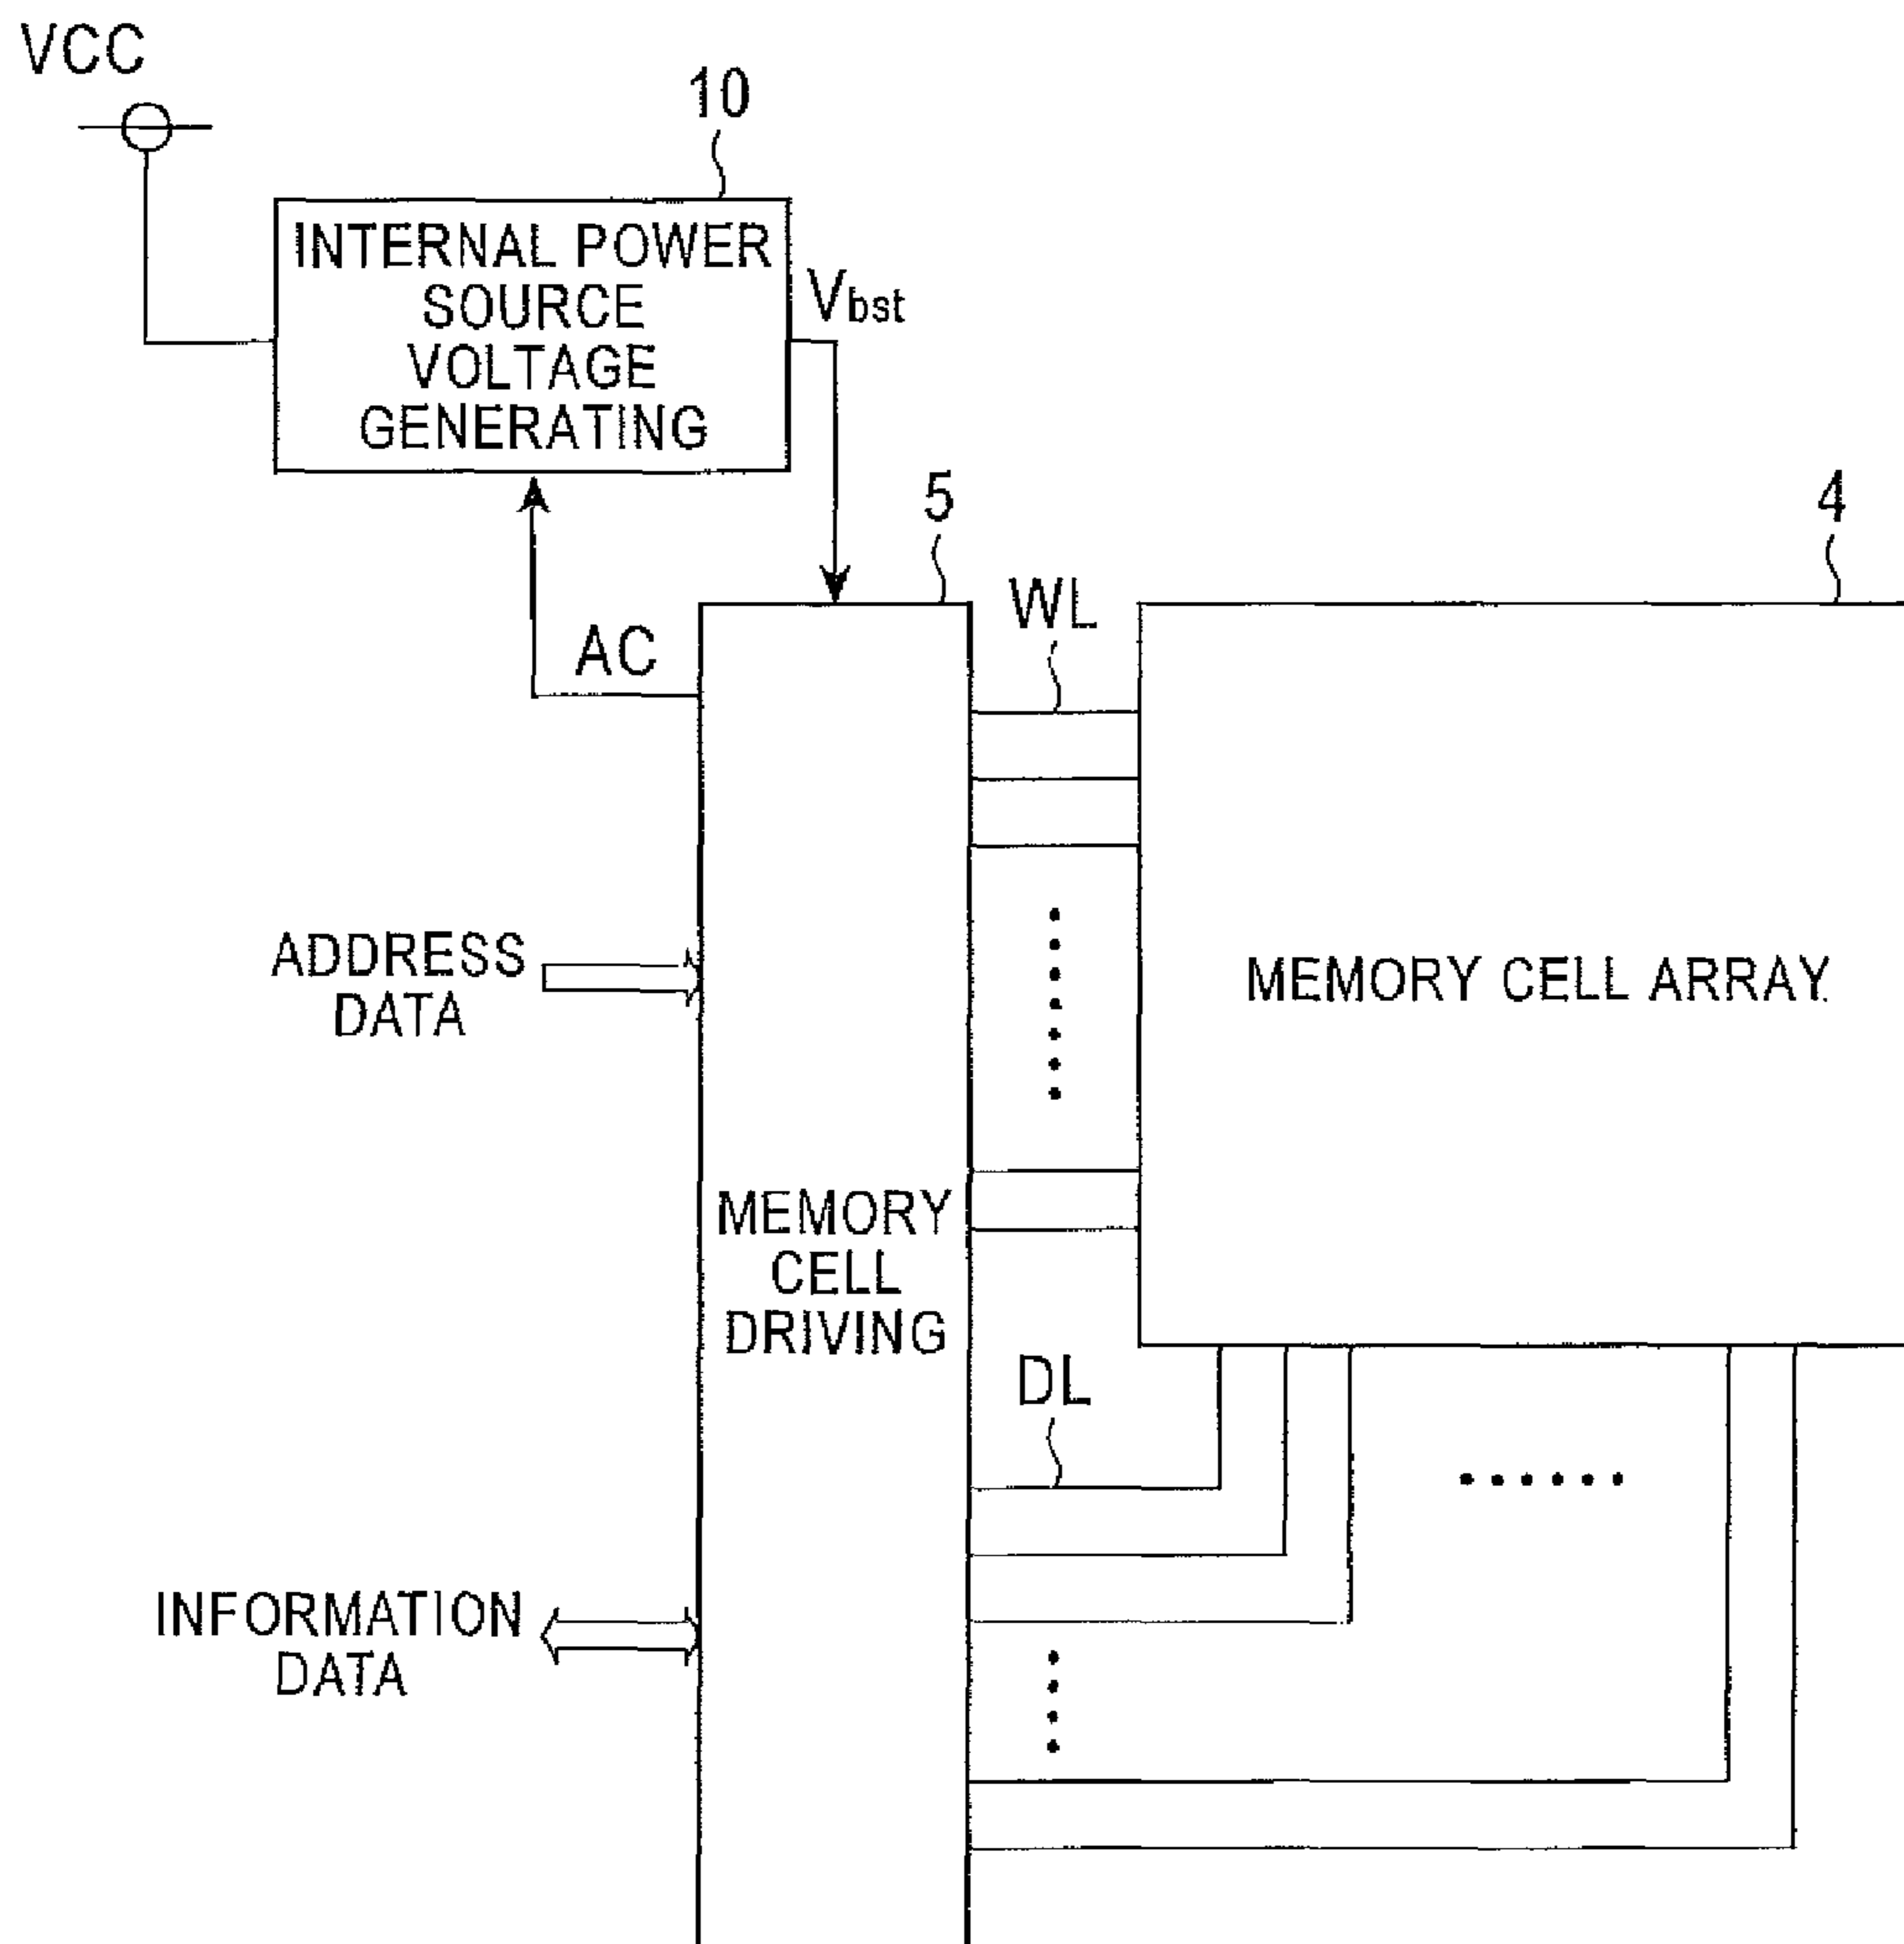 VCC
10
INTERNAL POWER
SOURCE
VOLTAGE
GENERATING
Vbst
5
4
WL
AC
ADDRESS
DATA
MEMORY CELL ARRAY
MEMORY
CELL
DRIVING
DL
INFORMATION
DATA